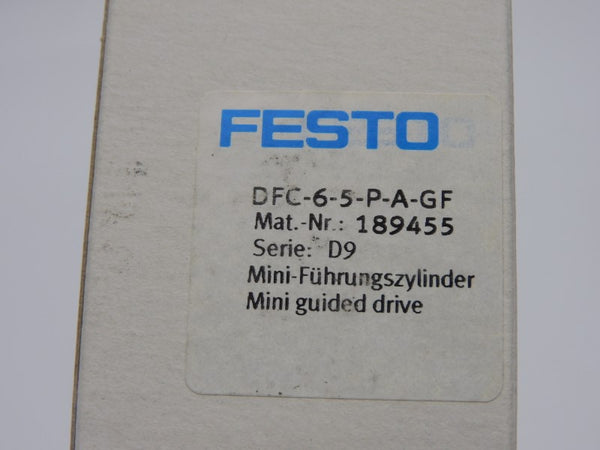 FESTO
DFC-6-5-P-A-GF
Mat.-Nr.: 189455
Serie: D9
Mini-Führungszylinder
Mini guided drive